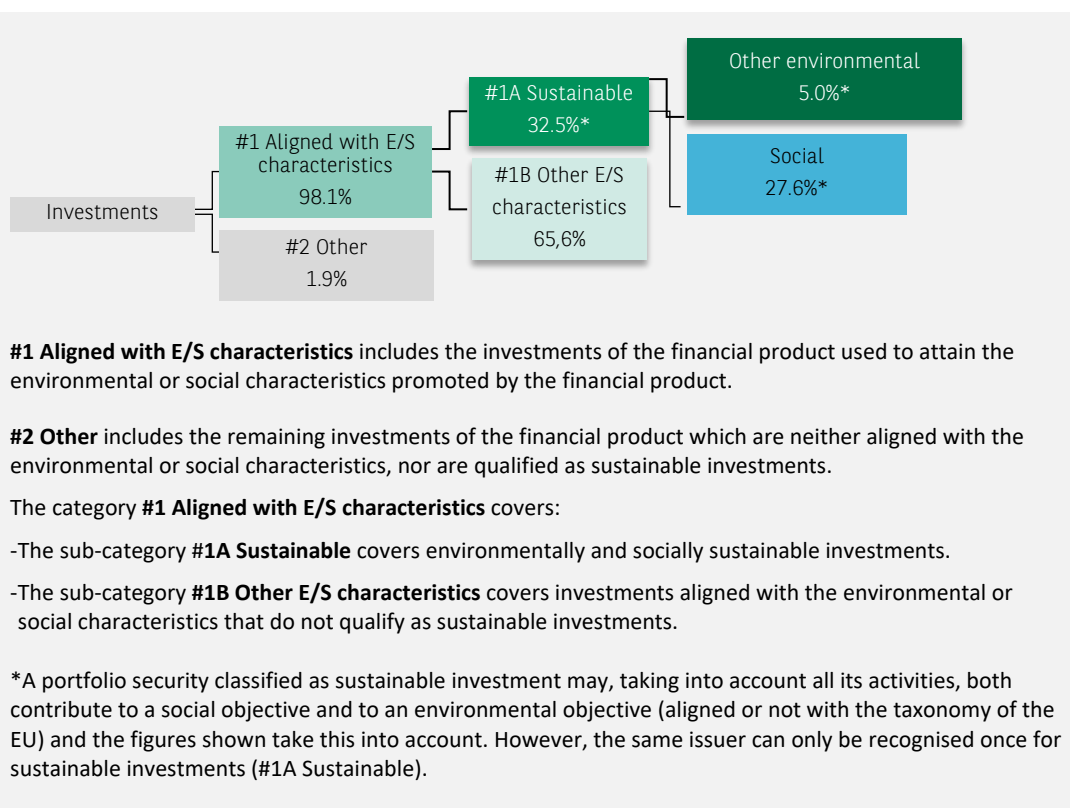 Other environmental
5.0%*
#1A Sustainable
32.5%*
Social
27.6%*
#1 Aligned with E/S
characteristics
98.1%
#1B Other E/S
characteristics
65,6%
Investments
#2 Other
1.9%
#1 Aligned with E/S characteristics includes the investments of the financial product used to attain the
environmental or social characteristics promoted by the financial product.
#2 Other includes the remaining investments of the financial product which are neither aligned with the
environmental or social characteristics, nor are qualified as sustainable investments.
The category #1 Aligned with E/S characteristics covers:
-The sub-category #1A Sustainable covers environmentally and socially sustainable investments.
-The sub-category #1B Other E/S characteristics covers investments aligned with the environmental or
social characteristics that do not qualify as sustainable investments.
*A portfolio security classified as sustainable investment may, taking into account all its activities, both
contribute to a social objective and to an environmental objective (aligned or not with the taxonomy of the
EU) and the figures shown take this into account. However, the same issuer can only be recognised once for
sustainable investments (#1A Sustainable).